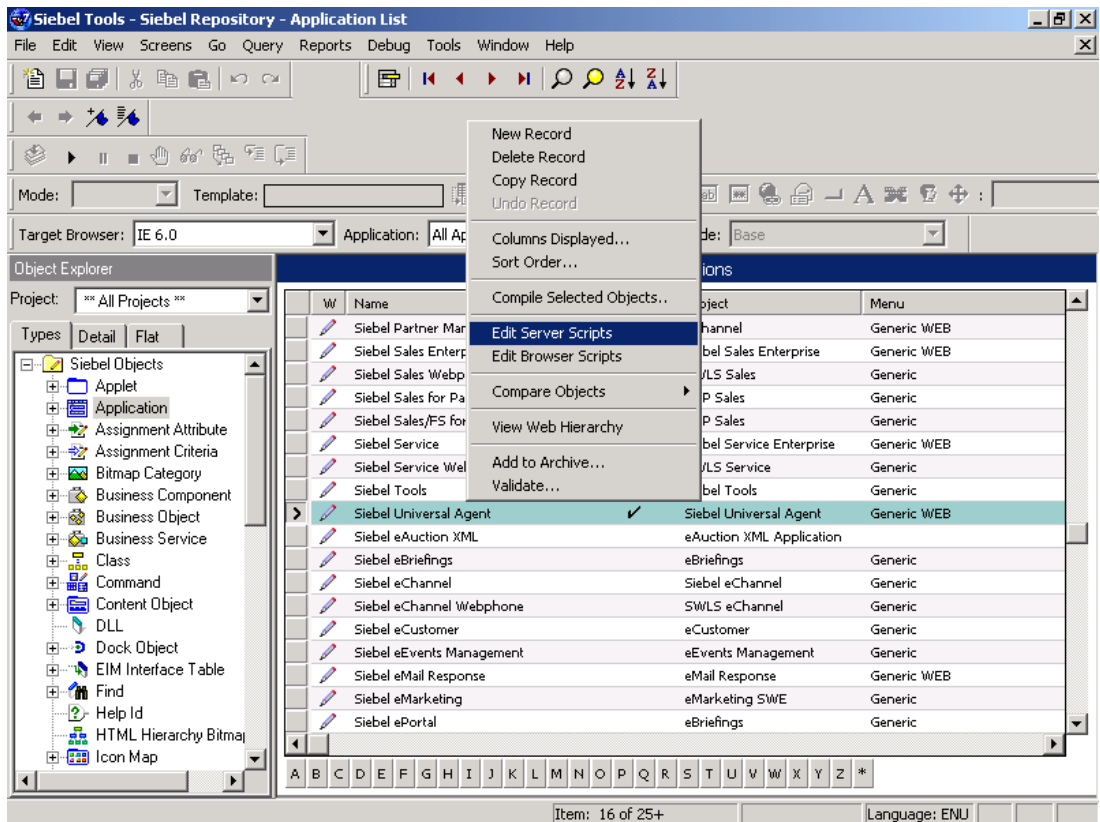 Siebel Tools - Siebel Repository - Application List
File Edit View Screens Go Query Reports Debug Tools Window Help
Mode: Template:
Target Browser: IE 6.0 Application: All Ap de: Base
Object Explorer ions
Project: ** All Projects **
Types Detail Flat
Siebel Objects
Applet
Application
Assignment Attribute
Assignment Criteria
Bitmap Category
Business Component
Business Object
Business Service
Class
Command
Content Object
DLL
Dock Object
EIM Interface Table
Find
Help Id
HTML Hierarchy Bitma
Icon Map
New Record
Delete Record
Copy Record
Undo Record
Columns Displayed...
Sort Order...
Compile Selected Objects..
Edit Server Scripts
Edit Browser Scripts
Compare Objects
View Web Hierarchy
Add to Archive...
Validate...
W Name oject Menu
Siebel Partner Mar hannel Generic WEB
Siebel Sales Enterp bel Sales Enterprise Generic WEB
Siebel Sales Webp LS Sales Generic
Siebel Sales for Pa P Sales Generic
Siebel Sales/FS for P Sales Generic
Siebel Service bel Service Enterprise Generic WEB
Siebel Service Wel LS Service Generic
Siebel Tools bel Tools Generic
Siebel Universal Agent ✔ Siebel Universal Agent Generic WEB
Siebel eAuction XML eAuction XML Application
Siebel eBriefings eBriefings Generic
Siebel eChannel Siebel eChannel Generic
Siebel eChannel Webphone SWLS eChannel Generic
Siebel eCustomer eCustomer Generic
Siebel eEvents Management eEvents Management Generic
Siebel eMail Response eMail Response Generic WEB
Siebel eMarketing eMarketing SWE Generic
Siebel ePortal eBriefings Generic
A B C D E F G H I J K L M N O P Q R S T U V W X Y Z *
Item: 16 of 25+ Language: ENU